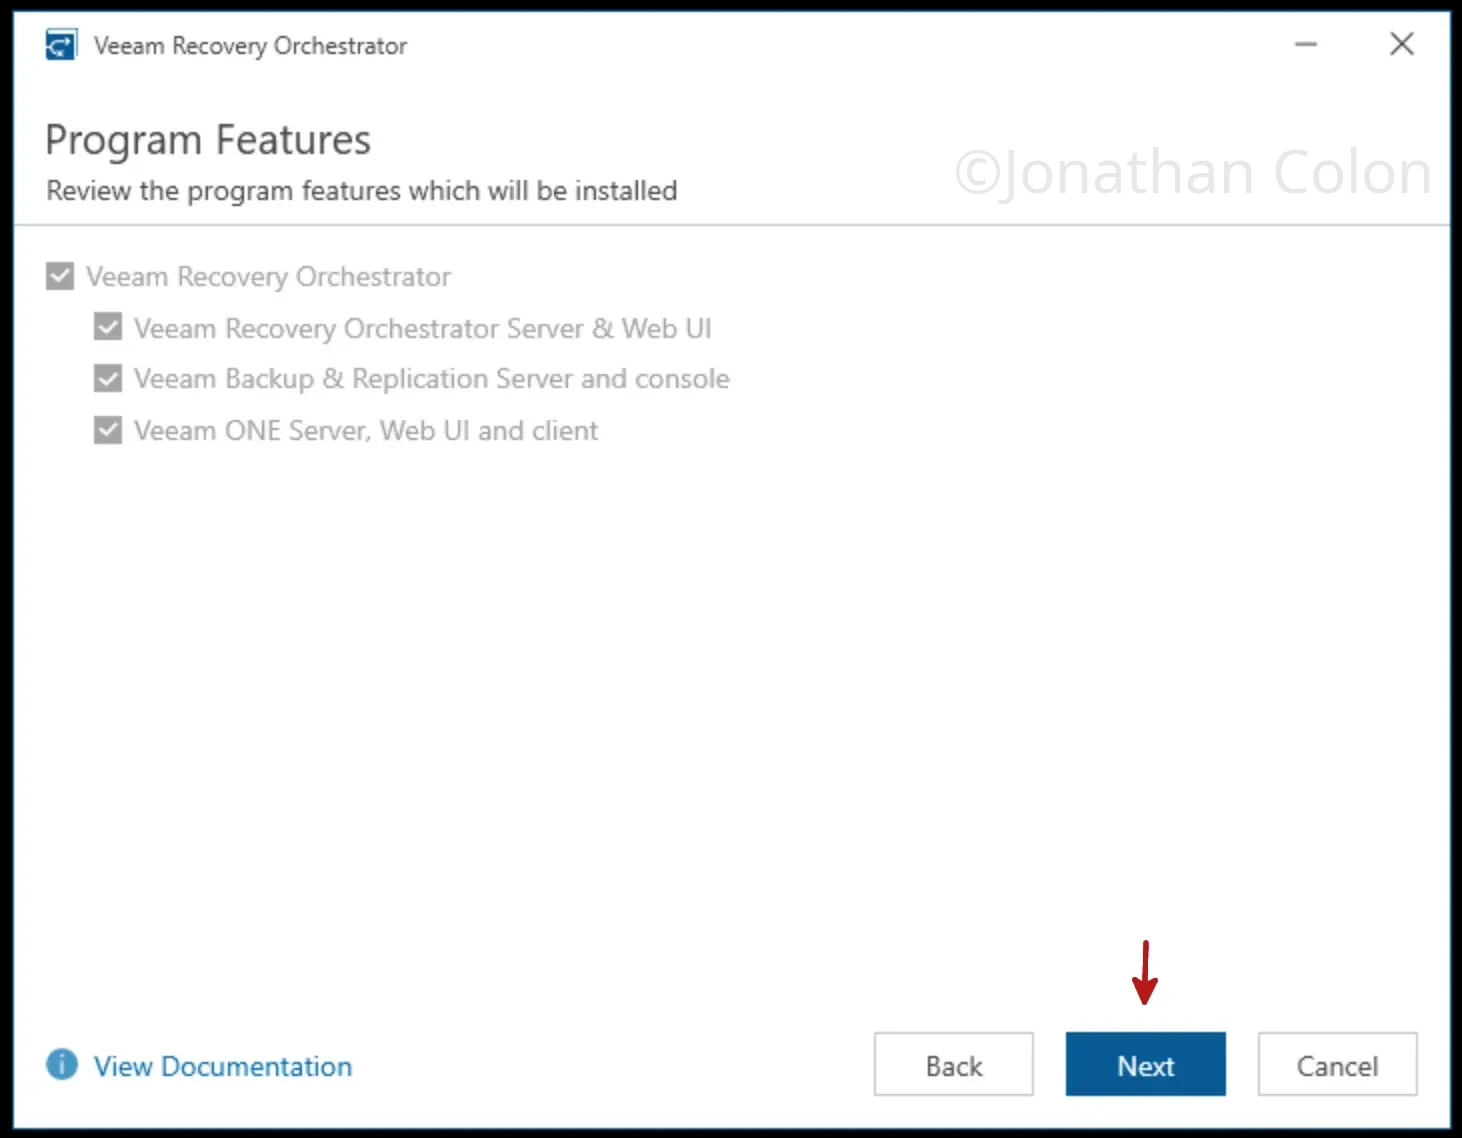 Veeam Recovery Orchestrator
Program Features
©Jonathan Colon
Review the program features which will be installed
Veeam Recovery Orchestrator
Veeam Recovery Orchestrator Server & Web UI
Veeam Backup & Replication Server and console
Veeam ONE Server, Web UI and client
View Documentation
Back
Next
Cancel